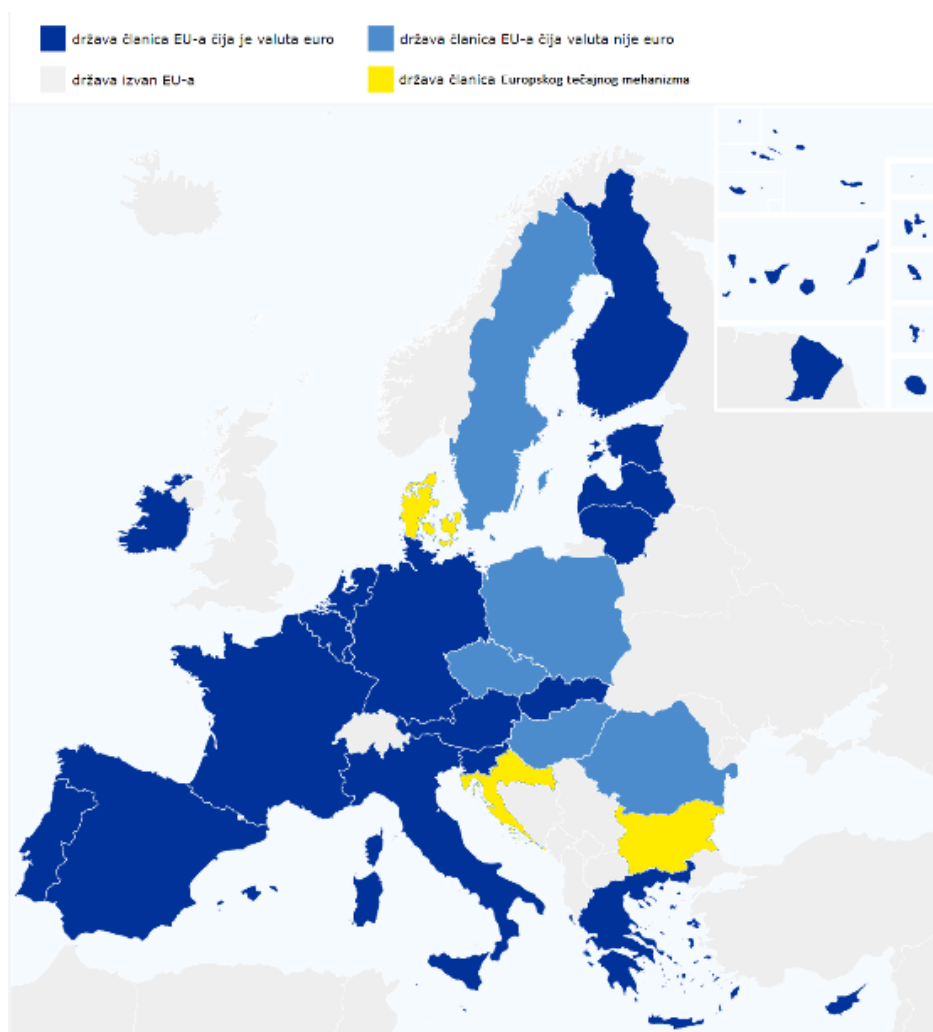 država članica EU-a čija je valuta euro
država članica EU-a čija valuta nije euro
država izvan EU-a
država članica Europskog tečajnog mehanizma